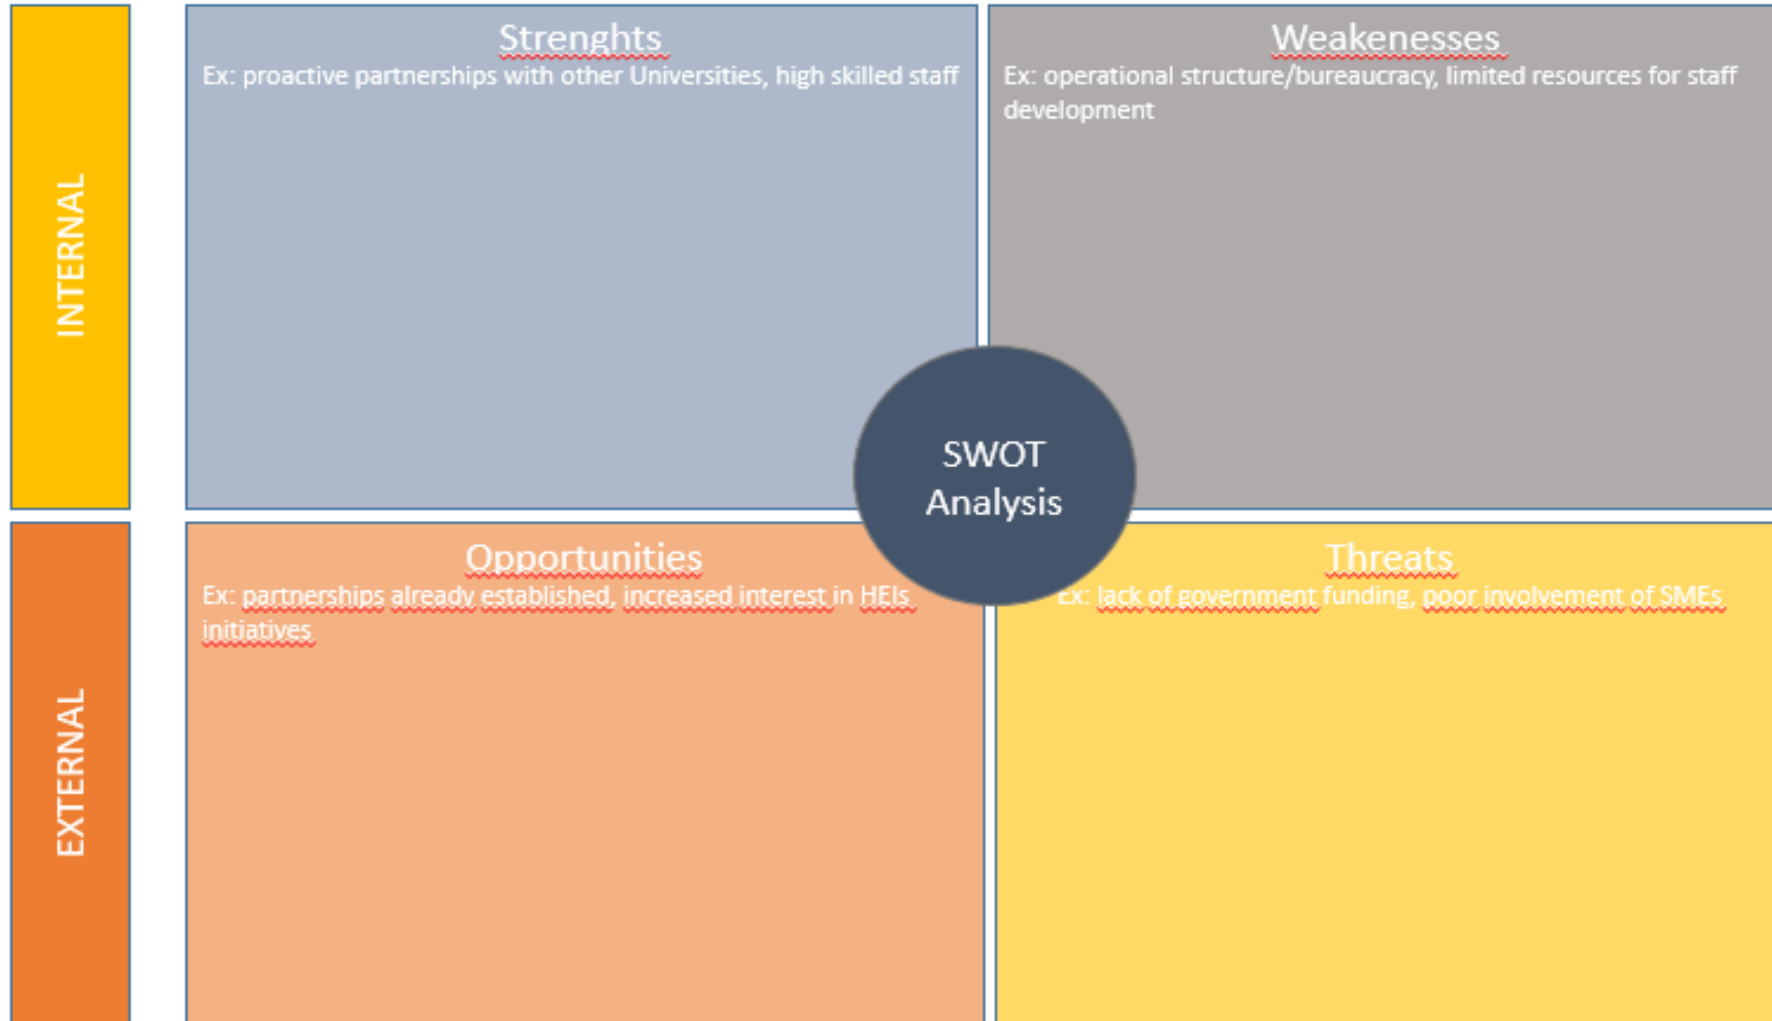 INTERNAL
Strenghts
Ex: proactive partnerships with other Universities, high skilled staff
Weakenesses
Ex: operational structure/bureaucracy, limited resources for staff
development
SWOT
Analysis
EXTERNAL
Opportunities
Ex: partnerships already established, increased interest in HEIs
initiatives
Threats
Ex: lack of government funding, poor involvement of SMEs